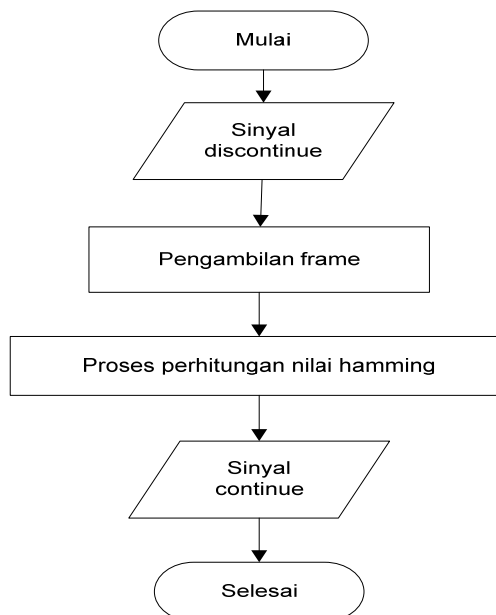 Mulai
Sinyal
discontinue
Pengambilan frame
Proses perhitungan nilai hamming
Sinyal
continue
Selesai